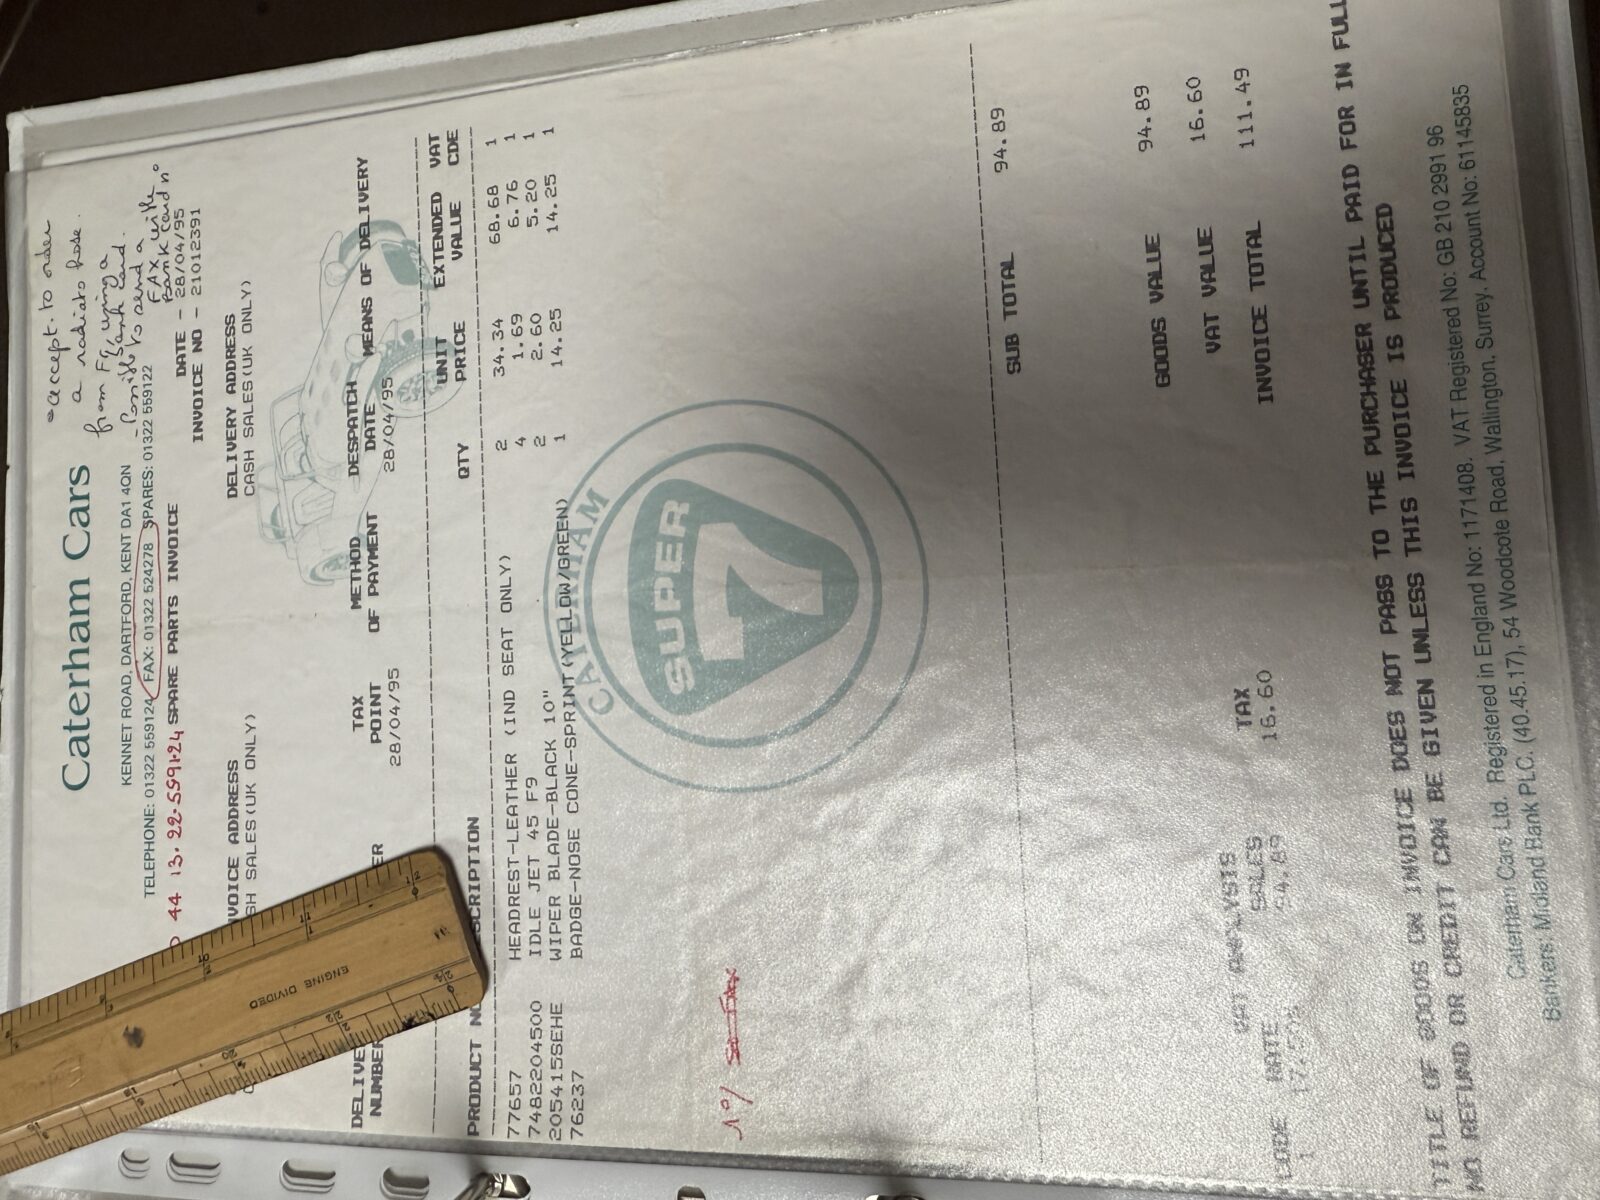 "accept. to order
a radiator hose.
from F
using a
bank card.
- Possible to send a
FAX with
Bank Card n°
Caterham Cars
KENNET ROAD, DARTFORD, KENT DA1 4QN
TELEPHONE: 01322 559124 FAX: 01322 524278 SPARES: 01322 559122
44 13. 22. 559124 SPARE PARTS INVOICE
DATE - 28/04/95
INVOICE NO - 21012391
VOICE ADDRESS DELIVERY ADDRESS
SH SALES(UK ONLY) CASH SALES(UK ONLY)
DELIVE ER TAX METHOD DESPATCH MEANS OF DELIVERY
NUMBER POINT OF PAYMENT DATE
28/04/95 28/04/95
PRODUCT NO SCRIPTION QTY UNIT PRICE EXTENDED VALUE VAT CDE
77657 HEADREST-LEATHER (IND SEAT ONLY) 2 34.34 68.68 1
7482204500 IDLE JET 45 F9 4 1.69 6.76 1
205415SEHE WIPER BLADE-BLACK 10" 2 2.60 5.20 1
76237 BADGE-NOSE CONE-SPRINT(YELLOW/GREEN) 1 14.25 14.25 1
CATERHAM
SUPER
7
SUB TOTAL 94.89
GOODS VALUE 94.89
VAT ANALYSIS VAT VALUE 16.60
CODE RATE SALES TAX INVOICE TOTAL 111.49
1 94.89 16.60
TITLE OF GOODS ON INVOICE DOES NOT PASS TO THE PURCHASER UNTIL PAID FOR IN FULL
NO REFUND OR CREDIT CAN BE GIVEN UNLESS THIS INVOICE IS PRODUCED
Caterham Cars Ltd. Registered in England No: 1171408. VAT Registered No: GB 210 2991 96
Bankers: Midland Bank PLC. (40.45.17), 54 Woodcote Road, Wallington, Surrey. Account No: 61145835
ENGINE DIVIDED